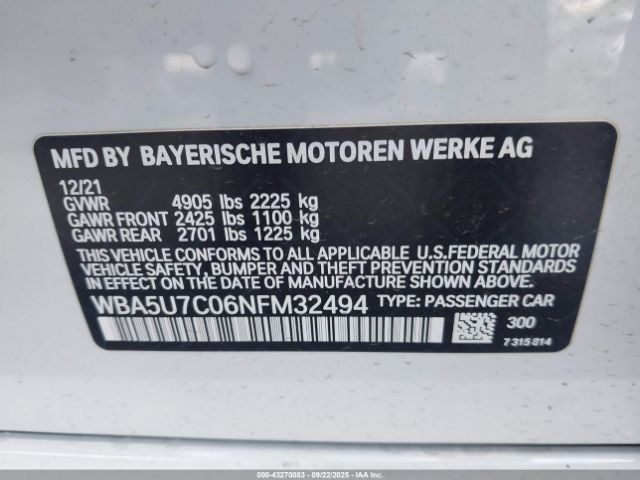 MFD BY BAYERISCHE MOTOREN WERKE AG
12/21
GVWR 4905 lbs 2225 kg
GAWR FRONT 2425 lbs 1100 kg
GAWR REAR 2701 lbs 1225 kg
THIS VEHICLE CONFORMS TO ALL APPLICABLE U.S.FEDERAL MOTOR
VEHICLE SAFETY, BUMPER AND THEFT PREVENTION STANDARDS
IN EFFECT ON THE DATE OF MANUFACTURE SHOWN ABOVE.
WBA5U7C06NFM32494 TYPE: PASSENGER CAR
300
7 315 814
000-43270083 - 09/22/2025 - IAA Inc.